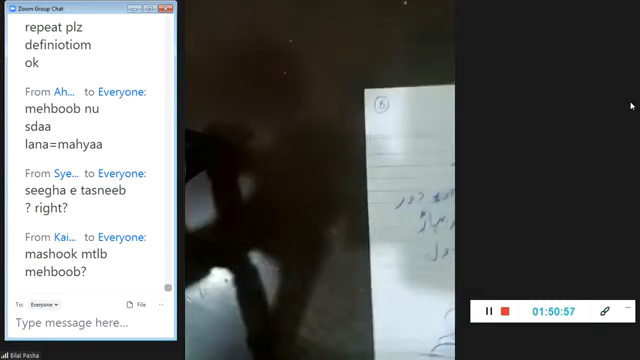 Zoom Group Chat
repeat plz
definiotiom
ok
From Ah... to Everyone:
mehboob nu
sdaa
lana=mahyaa
From Sye... to Everyone:
seegha e tasneeb
? right?
From Kai... to Everyone:
mashook mtlb
mehboob?
To: Everyone
File
...
Type message here...
Bilal Pasha
01:50:57